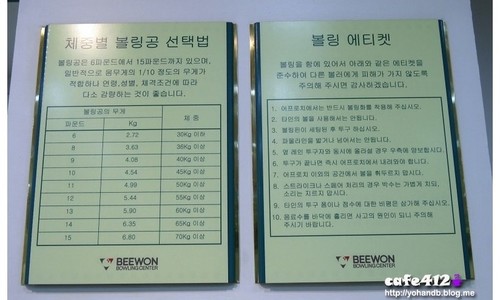 체중별 볼링공 선택법
볼링공은 6파운드에서 15파운드까지 있으며,
일반적으로 몸무게의 1/10 정도의 무게가
적합하나 연령,성별, 체격조건에 따라
다소 감량하는 것이 좋습니다.
볼링공의 무게 체 중
파운드 Kg
6 2.72 30Kg 이상
8 3.63 36Kg 이상
9 4.08 40Kg 이상
10 4.54 45Kg 이상
11 4.99 50Kg 이상
12 5.44 55Kg 이상
13 5.90 60Kg 이상
14 6.35 65Kg 이상
15 6.80 70Kg 이상
BEEWON
BOWLING CENTER
볼링 에티켓
볼링을 함에 있어서 아래와 같은 에티켓을
준수하여 다른 볼러에게 피해가 가지 않도록
주의해 주시면 감사하겠습니다.
1. 어프로치에서는 반드시 볼링화를 착용해 주십시오.
2. 타인의 볼을 사용해서는 안됩니다.
3. 볼링핀이 세팅된 후 투구 하십시오.
4. 파울라인을 밟거나 넘어서는 안됩니다.
5. 옆 레인 투구자와 동시에 올라설 경우 우측에 양보합시다.
6. 투구가 끝나면 즉시 어프로치에서 내려와야 합니다.
7. 어프로치 이외의 공간에서 볼을 휘두르지 맙시다.
8. 스트라이크나 스페어 처리의 경우 박수는 가볍게 치되,
소리는 지르지 맙시다.
9. 타인의 투구 폼이나 점수에 대한 비평은 삼가해 주십시오.
10. 음료수를 바닥에 흘리면 사고의 원인이 되니 주의하여
주십시오.
BEEWON
BOWLING CENTER
cafe412
http://yohandb.blog.me